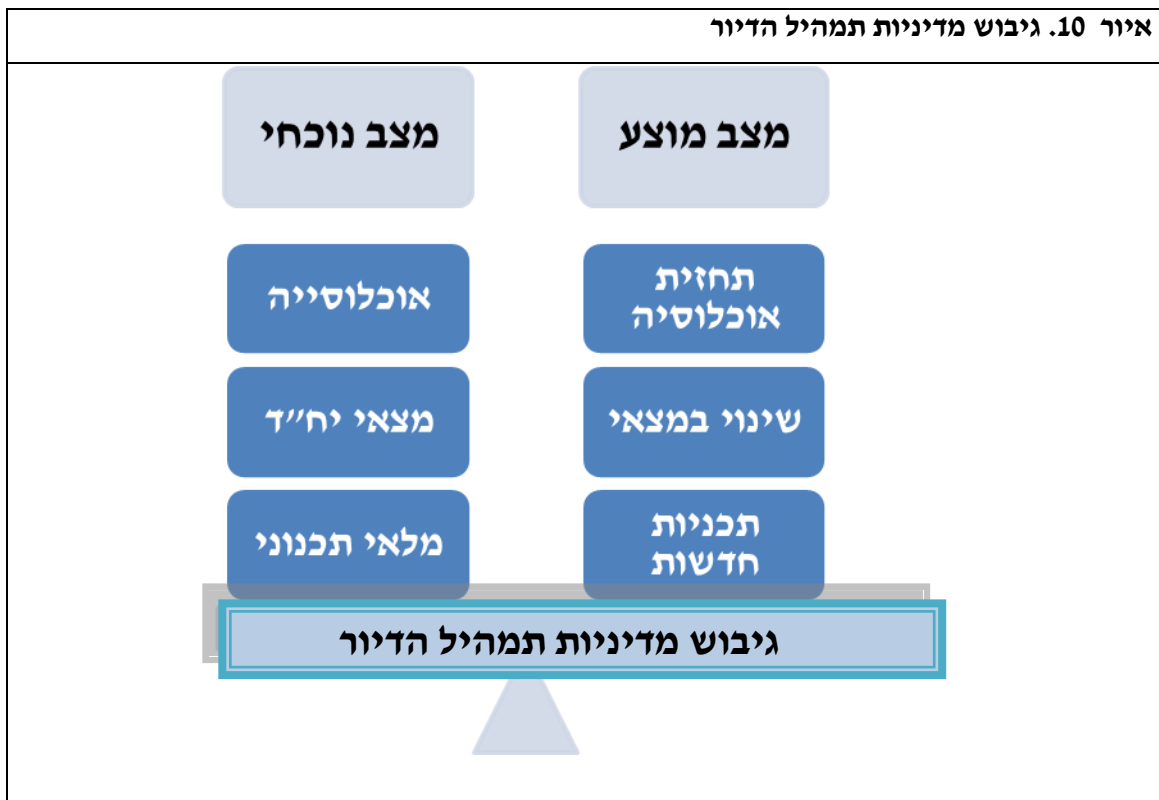 איור 10. גיבוש מדיניות תמהיל הדיור
מצב מוצע
מצב נוכחי
תחזית
אוכלוסיה
אוכלוסייה
שינוי במצאי
מצאי יח"ד
תכניות
חדשות
מלאי תכנוני
גיבוש מדיניות תמהיל הדיור